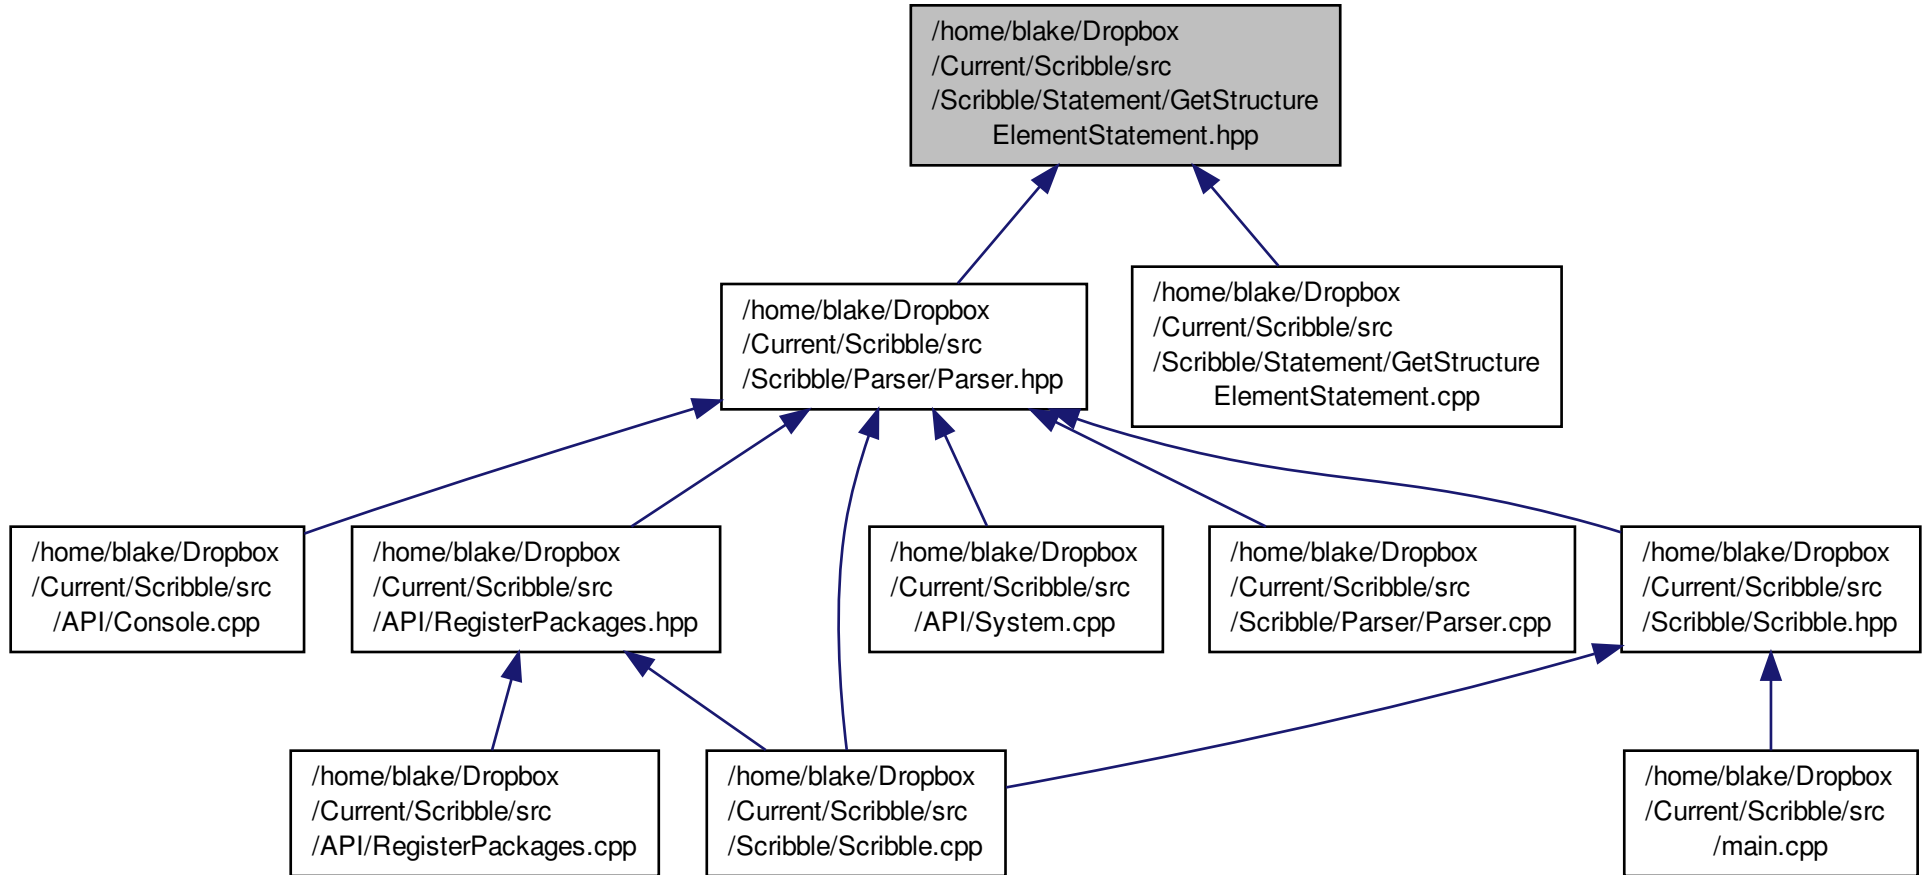 /home/blake/Dropbox
/Current/Scribble/src
/Scribble/Statement/GetStructure
ElementStatement.hpp
/home/blake/Dropbox
/Current/Scribble/src
/Scribble/Parser/Parser.hpp
/home/blake/Dropbox
/Current/Scribble/src
/Scribble/Statement/GetStructure
ElementStatement.cpp
/home/blake/Dropbox
/Current/Scribble/src
/API/Console.cpp
/home/blake/Dropbox
/Current/Scribble/src
/API/RegisterPackages.hpp
/home/blake/Dropbox
/Current/Scribble/src
/API/System.cpp
/home/blake/Dropbox
/Current/Scribble/src
/Scribble/Parser/Parser.cpp
/home/blake/Dropbox
/Current/Scribble/src
/Scribble/Scribble.hpp
/home/blake/Dropbox
/Current/Scribble/src
/API/RegisterPackages.cpp
/home/blake/Dropbox
/Current/Scribble/src
/Scribble/Scribble.cpp
/home/blake/Dropbox
/Current/Scribble/src
/main.cpp